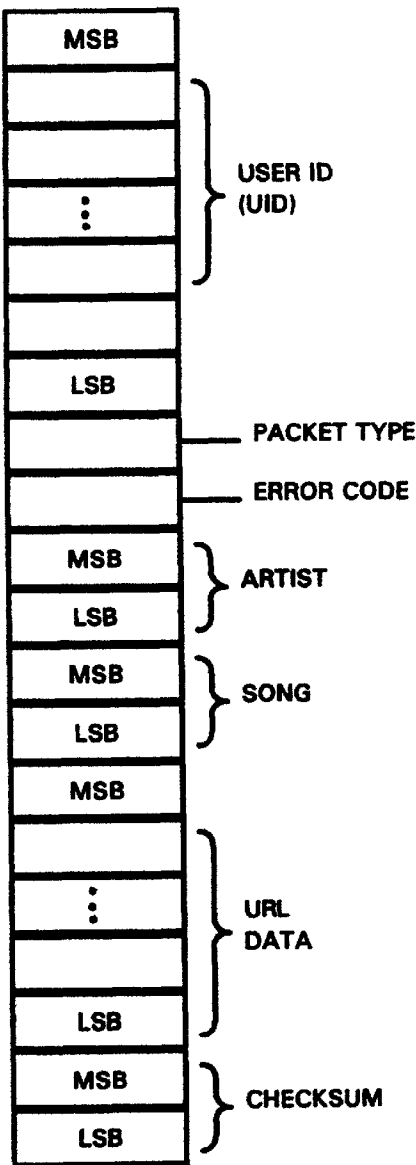 MSB
USER ID
(UID)
LSB
PACKET TYPE
ERROR CODE
MSB
ARTIST
LSB
MSB
SONG
LSB
MSB
URL
DATA
LSB
MSB
CHECKSUM
LSB